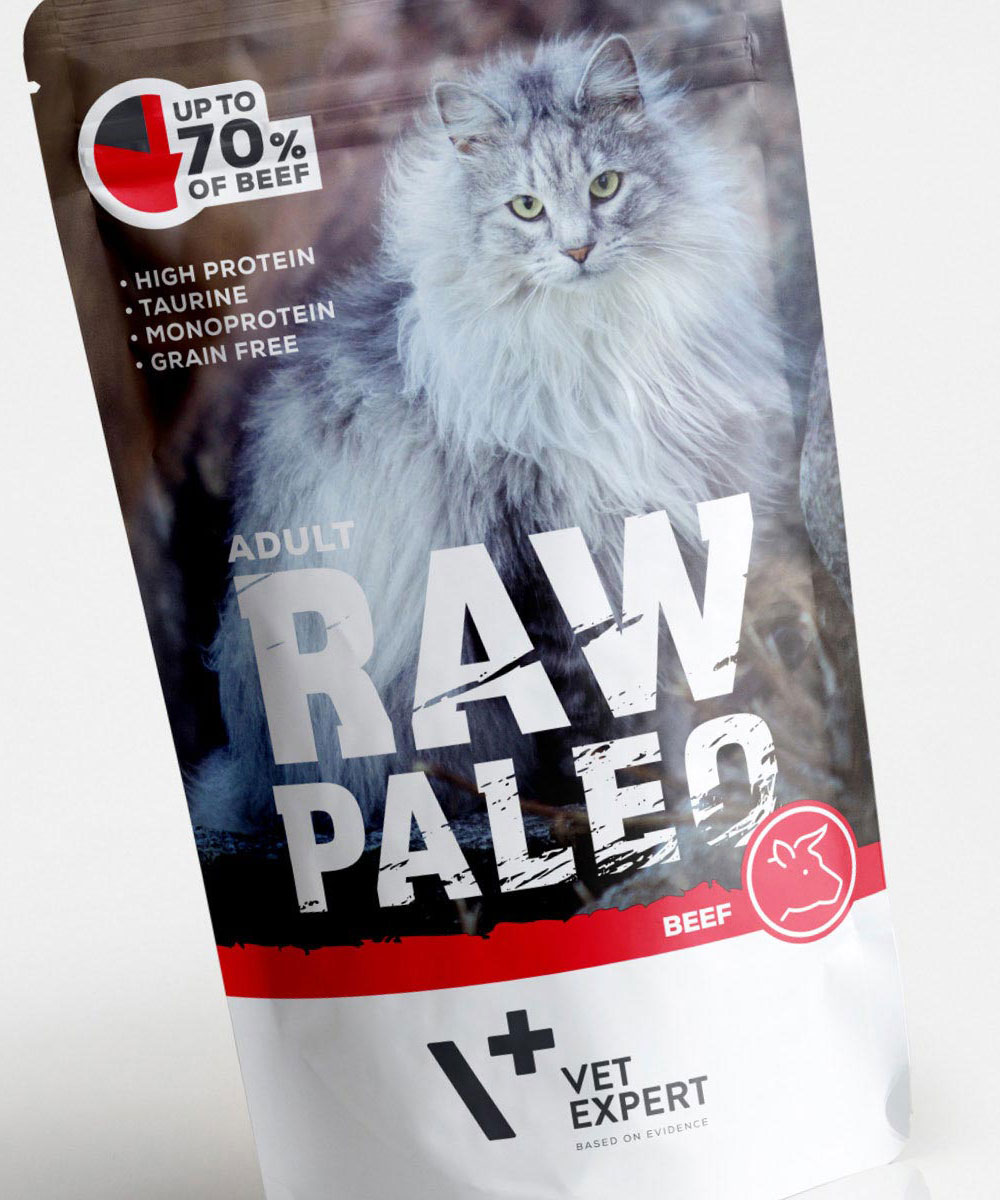 UP TO
70%
OF BEEF
• HIGH PROTEIN
• TAURINE
• MONOPROTEIN
• GRAIN FREE
ADULT
RAW
PALEO
BEEF
V+
VET
EXPERT
BASED ON EVIDENCE